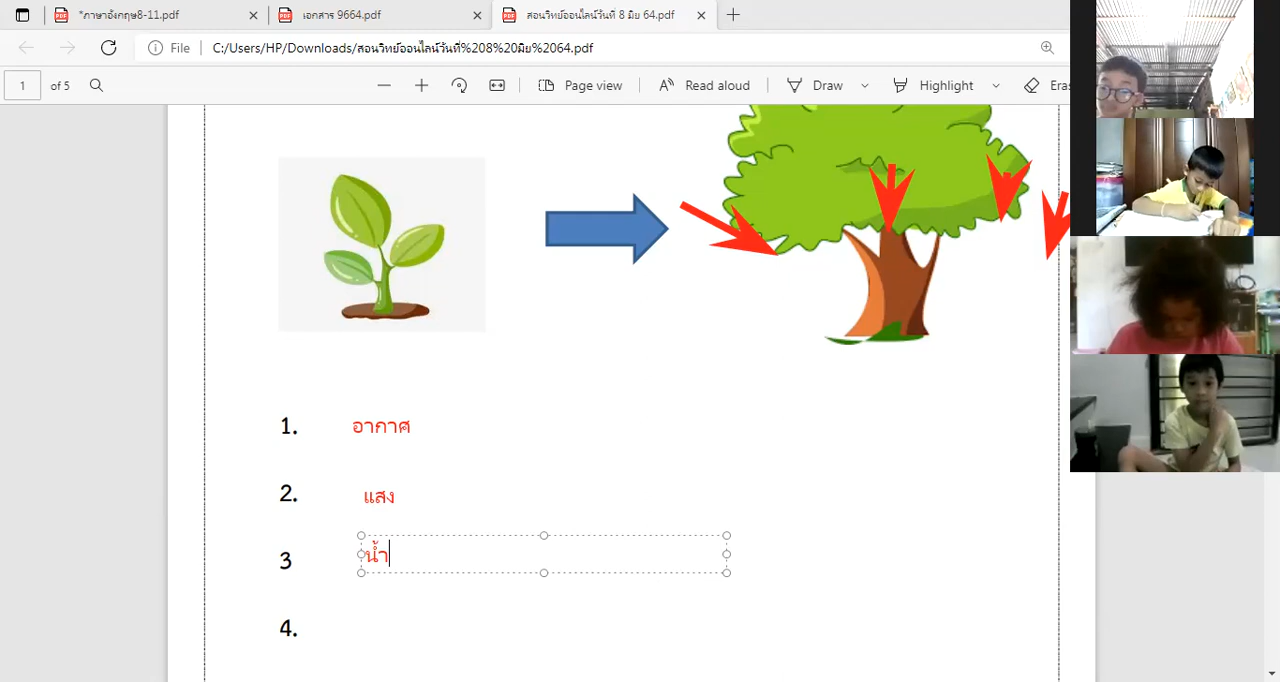 *ภาษาอังกฤษ8-11.pdf
เอกสาร 9664.pdf
สอนวิทย์ออนไลน์วันที่ 8 มิย 64.pdf
File C:/Users/HP/Downloads/สอนวิทย์ออนไลน์วันที่%208%20มิย%2064.pdf
1 of 5 Page view Read aloud Draw Highlight Eras
1. อากาศ
2. แสง
3 น้ำ
4.